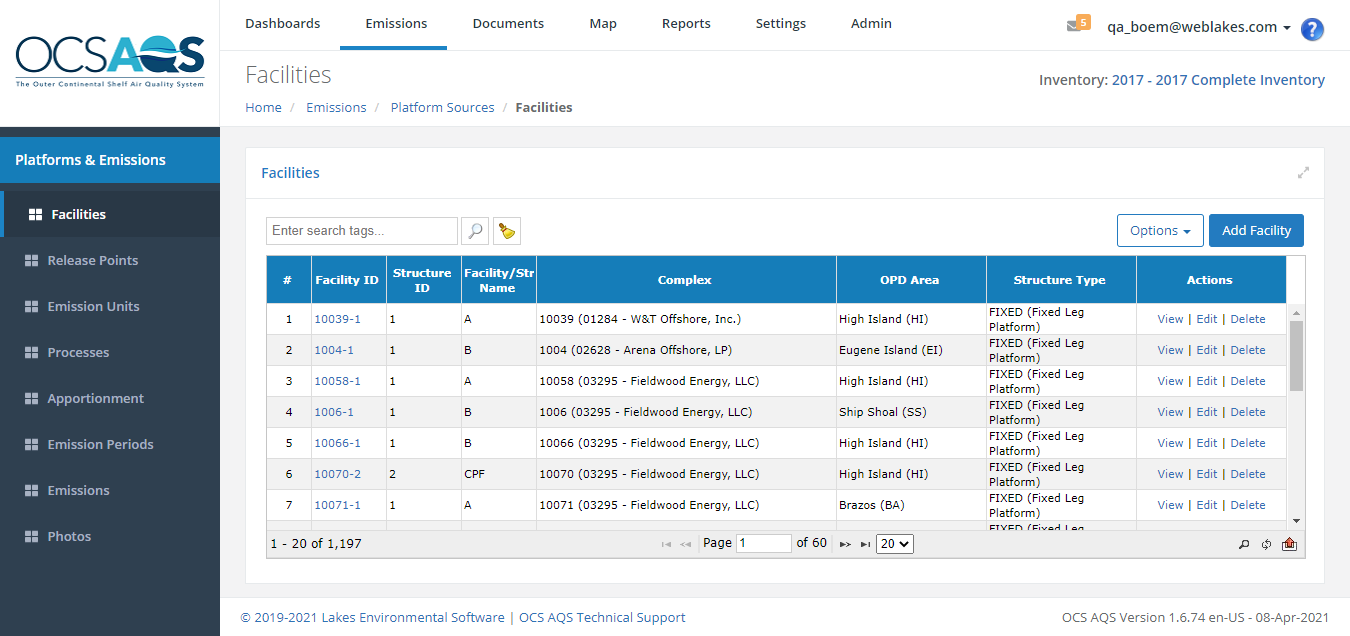 OCSAQS
The Outer Continental Shelf Air Quality System
Dashboards Emissions Documents Map Reports Settings Admin 5 qa_boem@weblakes.com ?
Facilities
Inventory: 2017 - 2017 Complete Inventory
Home / Emissions / Platform Sources / Facilities
Platforms & Emissions
Facilities
Release Points
Emission Units
Processes
Apportionment
Emission Periods
Emissions
Photos
Facilities
Enter search tags... Options Add Facility
# Facility ID Structure ID Facility/Str Name Complex OPD Area Structure Type Actions
1 10039-1 1 A 10039 (01284 - W&T Offshore, Inc.) High Island (HI) FIXED (Fixed Leg Platform) View | Edit | Delete
2 1004-1 1 B 1004 (02628 - Arena Offshore, LP) Eugene Island (EI) FIXED (Fixed Leg Platform) View | Edit | Delete
3 10058-1 1 A 10058 (03295 - Fieldwood Energy, LLC) High Island (HI) FIXED (Fixed Leg Platform) View | Edit | Delete
4 1006-1 1 B 1006 (03295 - Fieldwood Energy, LLC) Ship Shoal (SS) FIXED (Fixed Leg Platform) View | Edit | Delete
5 10066-1 1 B 10066 (03295 - Fieldwood Energy, LLC) High Island (HI) FIXED (Fixed Leg Platform) View | Edit | Delete
6 10070-2 2 CPF 10070 (03295 - Fieldwood Energy, LLC) High Island (HI) FIXED (Fixed Leg Platform) View | Edit | Delete
7 10071-1 1 A 10071 (03295 - Fieldwood Energy, LLC) Brazos (BA) FIXED (Fixed Leg Platform) View | Edit | Delete
FIXED (Fixed Leg
1 - 20 of 1,197 Page 1 of 60 20
© 2019-2021 Lakes Environmental Software | OCS AQS Technical Support
OCS AQS Version 1.6.74 en-US - 08-Apr-2021